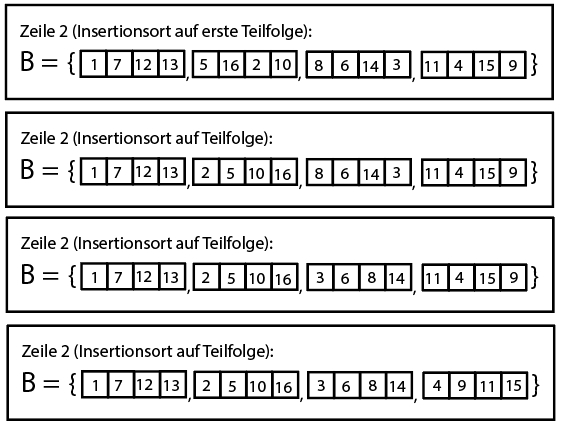 Zeile 2 (Insertionsort auf erste Teilfolge):
B = { 1 7 12 13 , 5 16 2 10 , 8 6 14 3 , 11 4 15 9 }
Zeile 2 (Insertionsort auf Teilfolge):
B = { 1 7 12 13 , 2 5 10 16 , 8 6 14 3 , 11 4 15 9 }
Zeile 2 (Insertionsort auf Teilfolge):
B = { 1 7 12 13 , 2 5 10 16 , 3 6 8 14 , 11 4 15 9 }
Zeile 2 (Insertionsort auf Teilfolge):
B = { 1 7 12 13 , 2 5 10 16 , 3 6 8 14 , 4 9 11 15 }